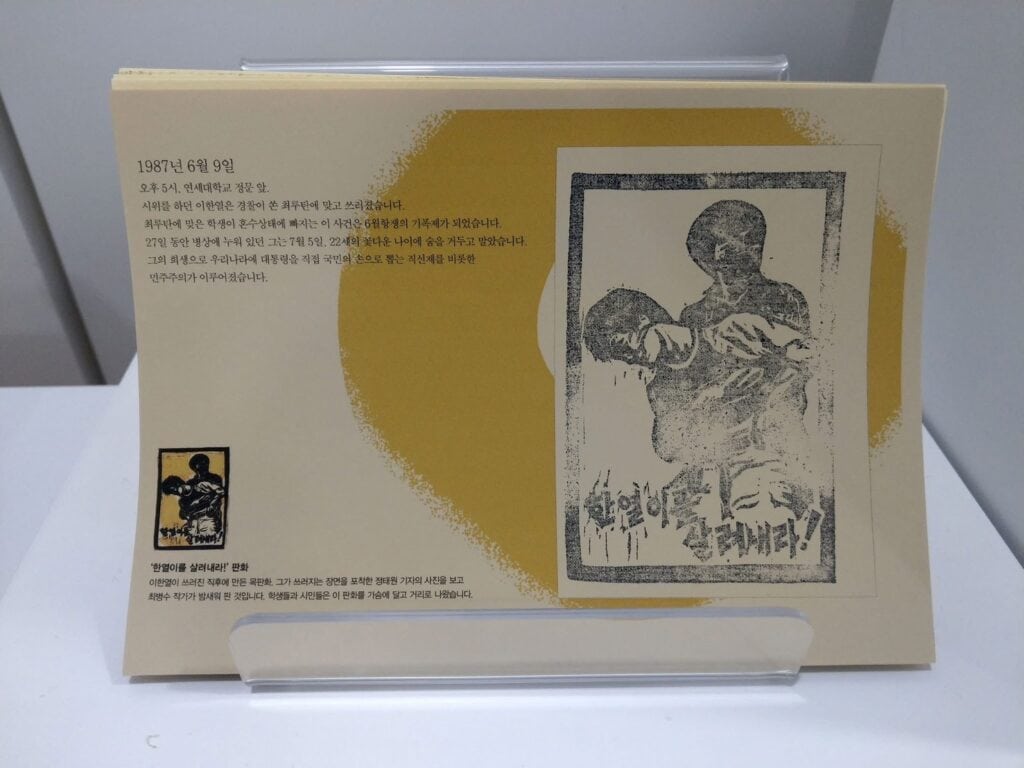 1987년 6월 9일
오후 5시, 연세대학교 정문 앞.
시위를 하던 이한열은 경찰이 쏜 최루탄에 맞고 쓰러졌습니다.
최루탄에 맞은 학생이 혼수상태에 빠지는 이 사건은 6월항쟁의 기폭제가 되었습니다.
27일 동안 병상에 누워 있던 그는 7월 5일, 22세의 꽃다운 나이에 숨을 거두고 말았습니다.
그의 희생으로 우리나라에 대통령을 직접 국민의 손으로 뽑는 직선제를 비롯한
민주주의가 이루어졌습니다.
한열이를
살려내라!
한열이를
살려내라!
'한열이를 살려내라!' 판화
이한열이 쓰러진 직후에 만든 목판화. 그가 쓰러지는 장면을 포착한 정태원 기자의 사진을 보고
최병수 작가가 밤새워 판 것입니다. 학생들과 시민들은 이 판화를 가슴에 달고 거리로 나왔습니다.